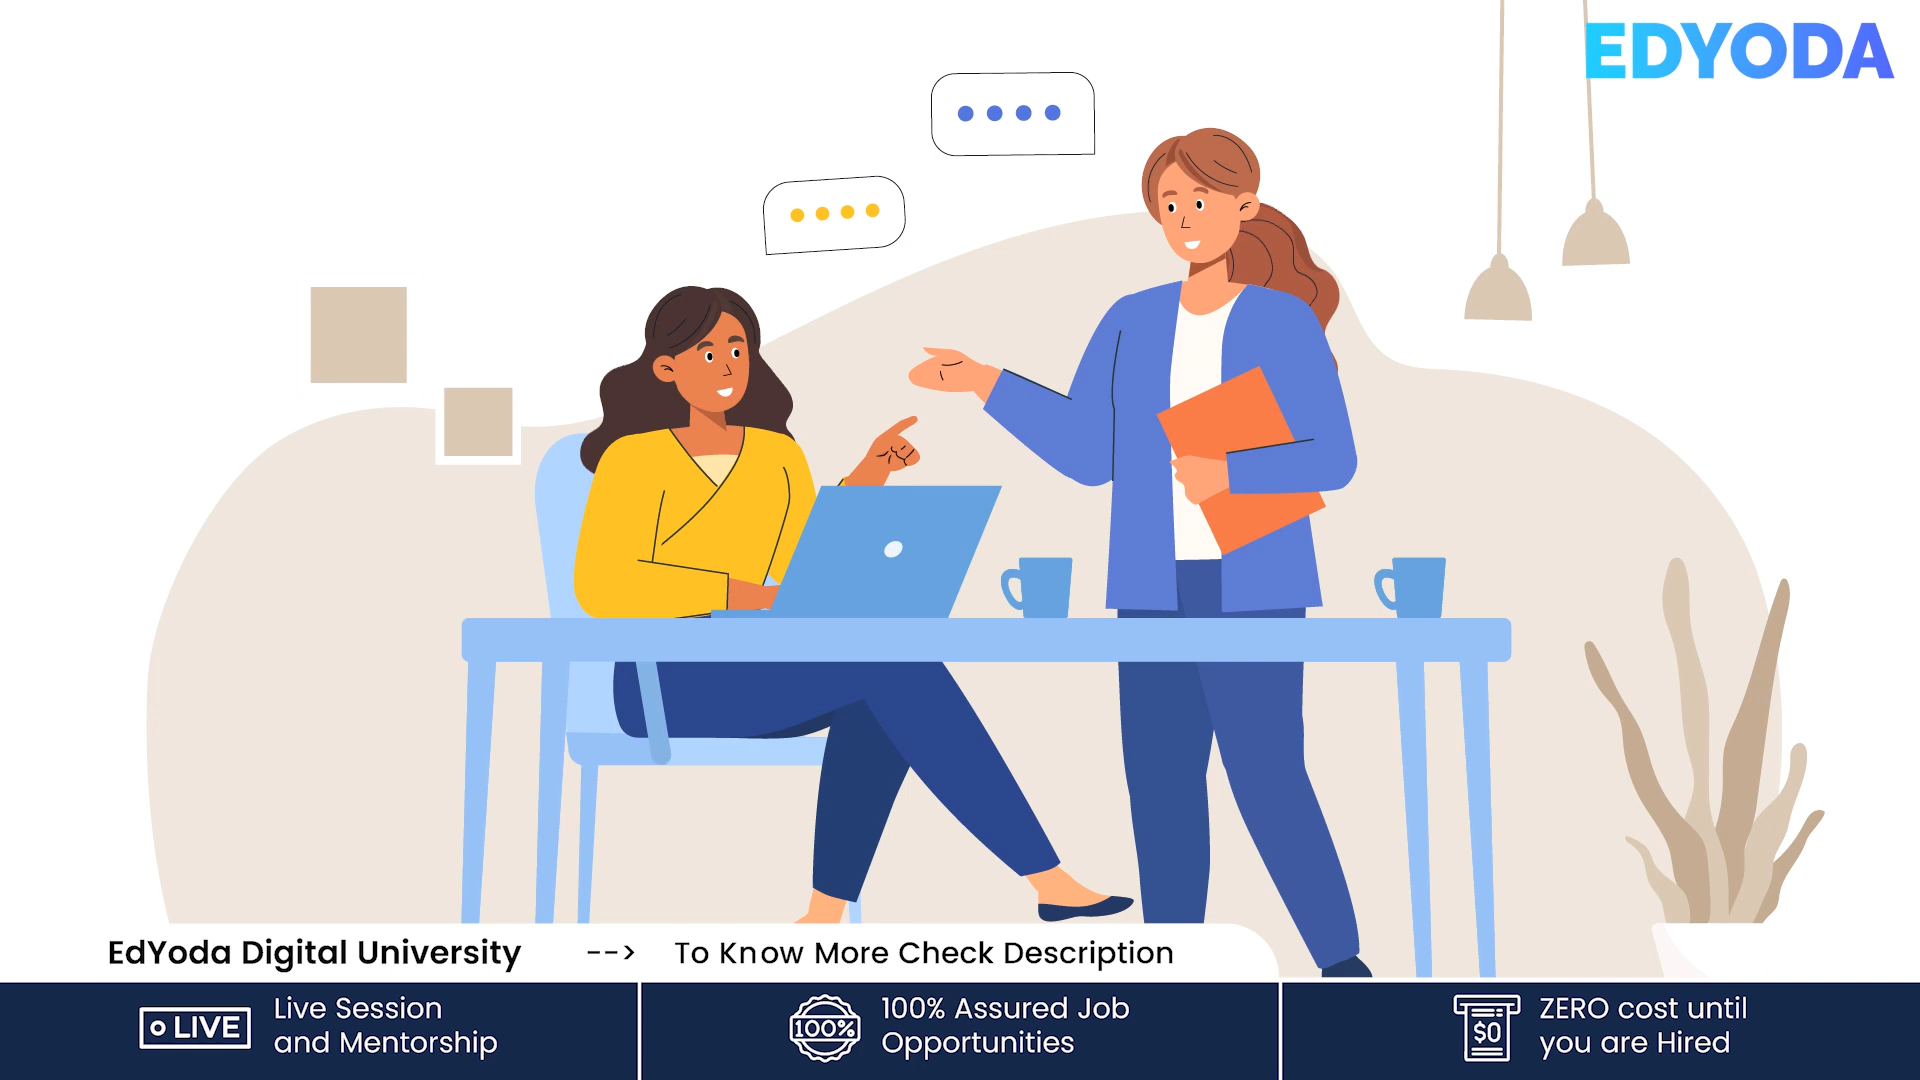 EDYODA
EdYoda Digital University --> To Know More Check Description
LIVE
Live Session
and Mentorship
100%
100% Assured Job
Opportunities
$0
ZERO cost until
you are Hired